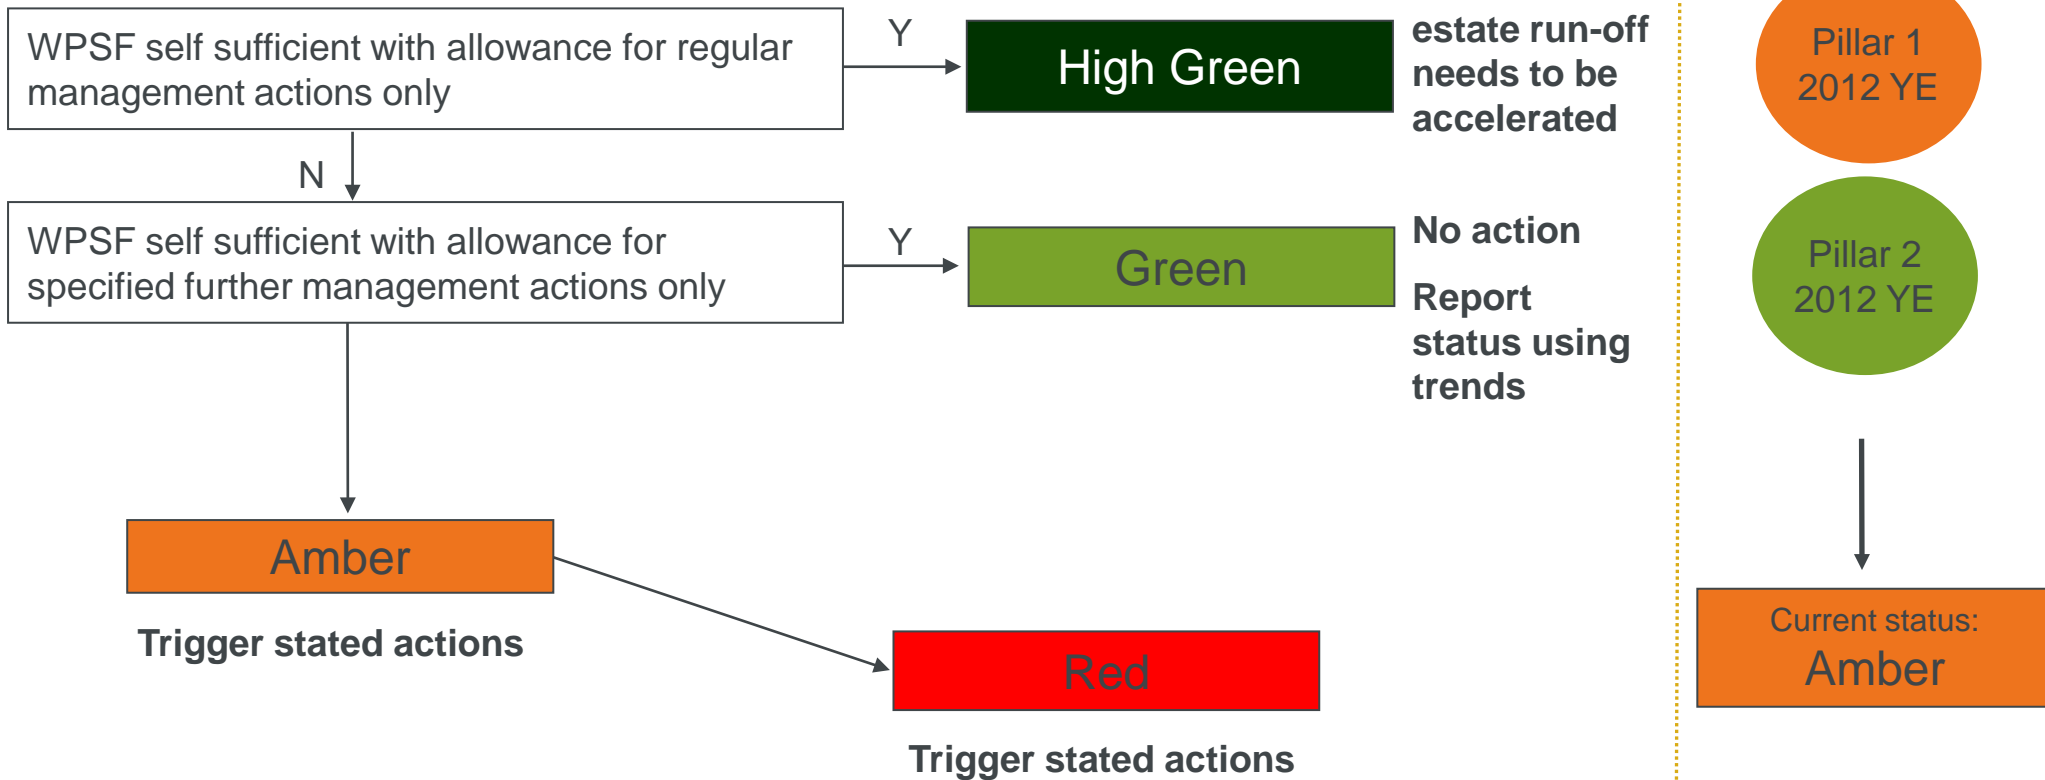 WPSF self sufficient with allowance for regular
management actions only
Y
High Green
estate run-off
needs to be
accelerated
N
WPSF self sufficient with allowance for
specified further management actions only
Y
Green
No action
Report
status using
trends
Amber
Trigger stated actions
Red
Trigger stated actions
Pillar 1
2012 YE
Pillar 2
2012 YE
Current status:
Amber